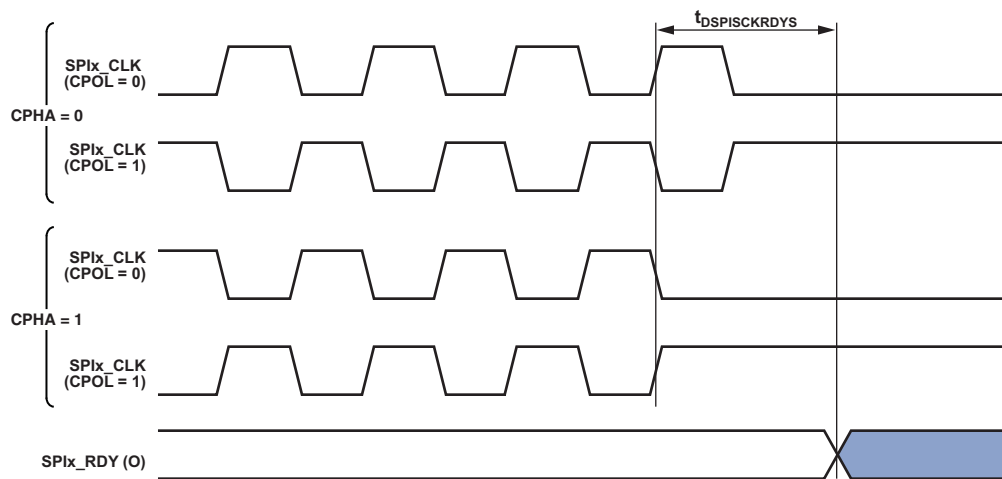 tDSPISCKRDYS
SPIx_CLK
(CPOL = 0)
CPHA = 0
SPIx_CLK
(CPOL = 1)
SPIx_CLK
(CPOL = 0)
CPHA = 1
SPIx_CLK
(CPOL = 1)
SPIx_RDY (O)